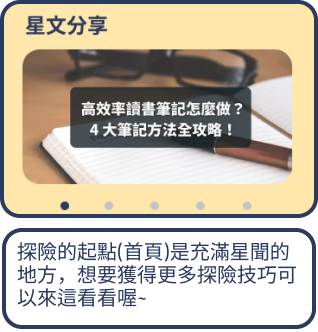 星文分享
高效率讀書筆記怎麼做？
4 大筆記方法全攻略！
探險的起點(首頁)是充滿星聞的
地方，想要獲得更多探險技巧可
以來這看看喔~